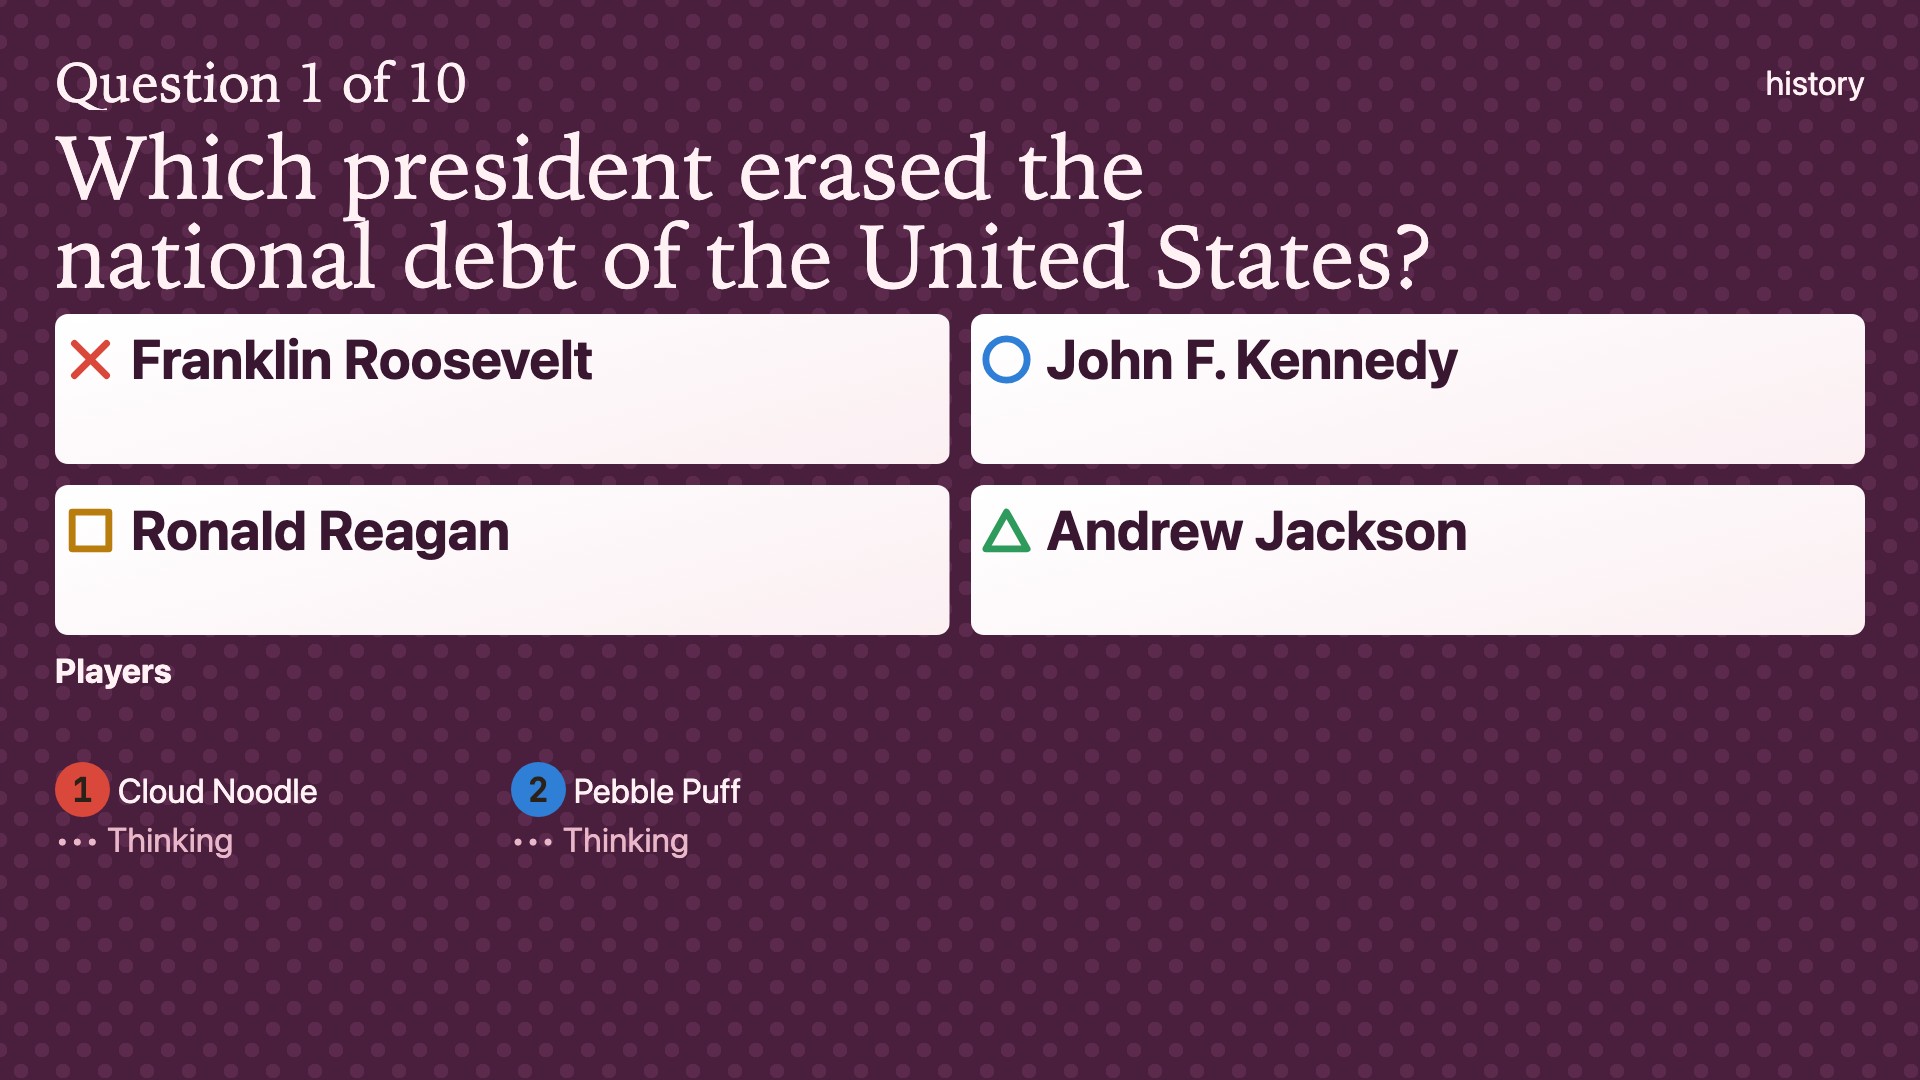 Question 1 of 10
history
Which president erased the
national debt of the United States?
Franklin Roosevelt
John F. Kennedy
Ronald Reagan
Andrew Jackson
Players
1 Cloud Noodle
2 Pebble Puff
••• Thinking
••• Thinking